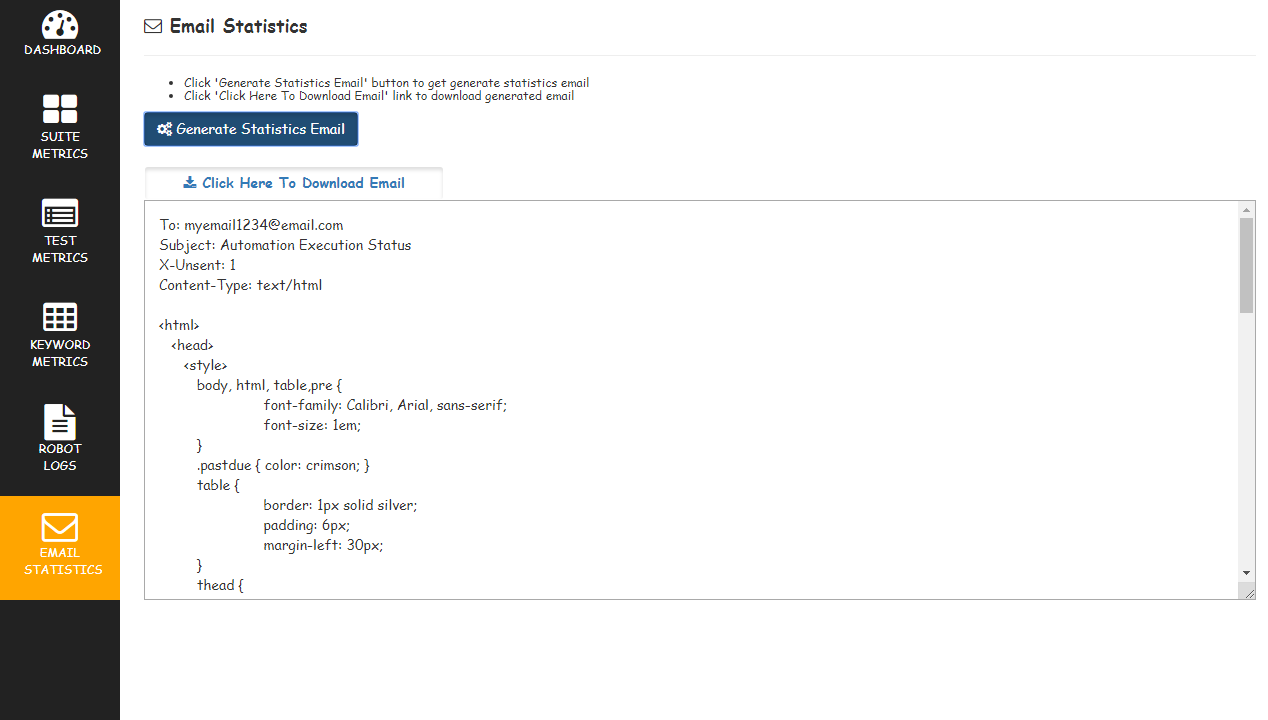 DASHBOARD
SUITE
METRICS
TEST
METRICS
KEYWORD
METRICS
ROBOT
LOGS
EMAIL
STATISTICS
Email Statistics
Click 'Generate Statistics Email' button to get generate statistics email
Click 'Click Here To Download Email' link to download generated email
Generate Statistics Email
Click Here To Download Email
To: myemail1234@email.com
Subject: Automation Execution Status
X-Unsent: 1
Content-Type: text/html
<html>
<head>
<style>
body, html, table,pre {
font-family: Calibri, Arial, sans-serif;
font-size: 1em;
}
.pastdue { color: crimson; }
table {
border: 1px solid silver;
padding: 6px;
margin-left: 30px;
}
thead {